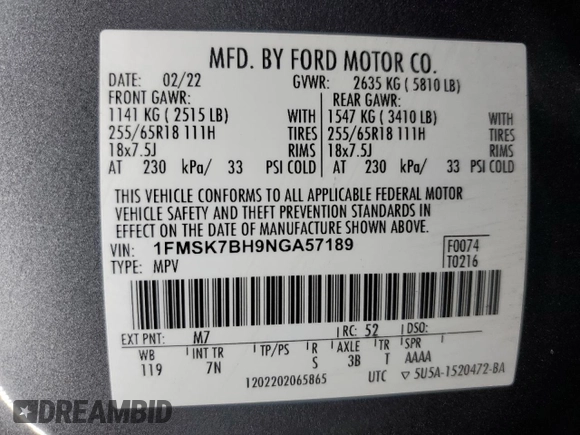 MFD. BY FORD MOTOR CO.
DATE: 02/22 GVWR: 2635 KG ( 5810 LB)
FRONT GAWR: REAR GAWR:
1141 KG ( 2515 LB) WITH 1547 KG ( 3410 LB) WITH
255/65R18 111H TIRES 255/65R18 111H TIRES
18x7.5J RIMS 18x7.5J RIMS
AT 230 kPa/ 33 PSI COLD AT 230 kPa/ 33 PSI COLD
THIS VEHICLE CONFORMS TO ALL APPLICABLE FEDERAL MOTOR
VEHICLE SAFETY AND THEFT PREVENTION STANDARDS IN
EFFECT ON THE DATE OF MANUFACTURE SHOWN ABOVE.
VIN: 1FMSK7BH9NGA57189 F0074
TYPE: MPV T0216
EXT PNT: M7 RC: 52 DSO:
WB INT TR TP/PS R AXLE TR SPR
119 7N S 3B T AAAA
1202202065865 UTC ▽ 5U5A-1520472-BA
DREAMBID